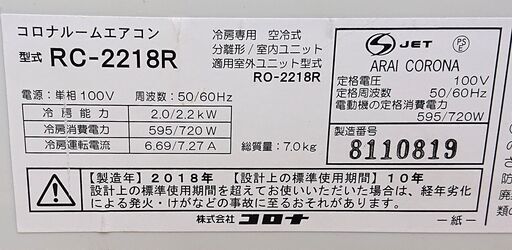 コロナルームエアコン
型式 RC-2218R
冷房専用 空冷式
分離形/室内ユニット
適用室外ユニット型式
RO-2218R
電源:単相100V 周波数:50/60Hz
冷房能力 2.0/2.2kW
冷房消費電力 595/720W
冷房運転電流 6.69/7.27A
総質量:7.0kg
JET
PSE
ARAI CORONA
定格電圧 100V
定格周波数 50/60Hz
電動機の定格消費電力
595/720W
製造番号
8110819
【製造年】2018年 【設計上の標準使用期間】10年
設計上の標準使用期間を超えてお使いいただいた場合は、経年劣化
による発火・けがなどの事故に至るおそれがあります。
株式会社 コロナ
-紙-